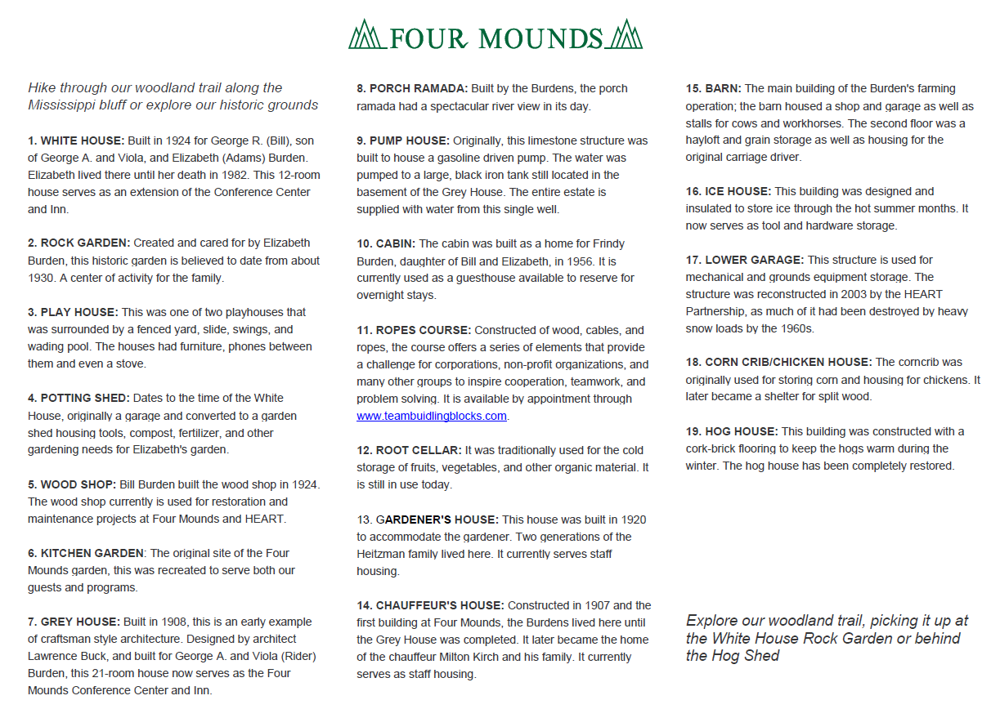 FOUR MOUNDS
Hike through our woodland trail along the
Mississippi bluff or explore our historic grounds
1. WHITE HOUSE: Built in 1924 for George R. (Bill), son
of George A. and Viola, and Elizabeth (Adams) Burden.
Elizabeth lived there until her death in 1982. This 12-room
house serves as an extension of the Conference Center
and Inn.
2. ROCK GARDEN: Created and cared for by Elizabeth
Burden, this historic garden is believed to date from about
1930. A center of activity for the family.
3. PLAY HOUSE: This was one of two playhouses that
was surrounded by a fenced yard, slide, swings, and
wading pool. The houses had furniture, phones between
them and even a stove.
4. POTTING SHED: Dates to the time of the White
House, originally a garage and converted to a garden
shed housing tools, compost, fertilizer, and other
gardening needs for Elizabeth's garden.
5. WOOD SHOP: Bill Burden built the wood shop in 1924.
The wood shop currently is used for restoration and
maintenance projects at Four Mounds and HEART.
6. KITCHEN GARDEN: The original site of the Four
Mounds garden, this was recreated to serve both our
guests and programs.
7. GREY HOUSE: Built in 1908, this is an early example
of craftsman style architecture. Designed by architect
Lawrence Buck, and built for George A. and Viola (Rider)
Burden, this 21-room house now serves as the Four
Mounds Conference Center and Inn.
8. PORCH RAMADA: Built by the Burdens, the porch
ramada had a spectacular river view in its day.
9. PUMP HOUSE: Originally, this limestone structure was
built to house a gasoline driven pump. The water was
pumped to a large, black iron tank still located in the
basement of the Grey House. The entire estate is
supplied with water from this single well.
10. CABIN: The cabin was built as a home for Frindy
Burden, daughter of Bill and Elizabeth, in 1956. It is
currently used as a guesthouse available to reserve for
overnight stays.
11. ROPES COURSE: Constructed of wood, cables, and
ropes, the course offers a series of elements that provide
a challenge for corporations, non-profit organizations, and
many other groups to inspire cooperation, teamwork, and
problem solving. It is available by appointment through
www.teambuidlingblocks.com.
12. ROOT CELLAR: It was traditionally used for the cold
storage of fruits, vegetables, and other organic material. It
is still in use today.
13. GARDENER'S HOUSE: This house was built in 1920
to accommodate the gardener. Two generations of the
Heitzman family lived here. It currently serves staff
housing.
14. CHAUFFEUR'S HOUSE: Constructed in 1907 and the
first building at Four Mounds, the Burdens lived here until
the Grey House was completed. It later became the home
of the chauffeur Milton Kirch and his family. It currently
serves as staff housing.
15. BARN: The main building of the Burden's farming
operation; the barn housed a shop and garage as well as
stalls for cows and workhorses. The second floor was a
hayloft and grain storage as well as housing for the
original carriage driver.
16. ICE HOUSE: This building was designed and
insulated to store ice through the hot summer months. It
now serves as tool and hardware storage.
17. LOWER GARAGE: This structure is used for
mechanical and grounds equipment storage. The
structure was reconstructed in 2003 by the HEART
Partnership, as much of it had been destroyed by heavy
snow loads by the 1960s.
18. CORN CRIB/CHICKEN HOUSE: The corncrib was
originally used for storing corn and housing for chickens. It
later became a shelter for split wood.
19. HOG HOUSE: This building was constructed with a
cork-brick flooring to keep the hogs warm during the
winter. The hog house has been completely restored.
Explore our woodland trail, picking it up at
the White House Rock Garden or behind
the Hog Shed